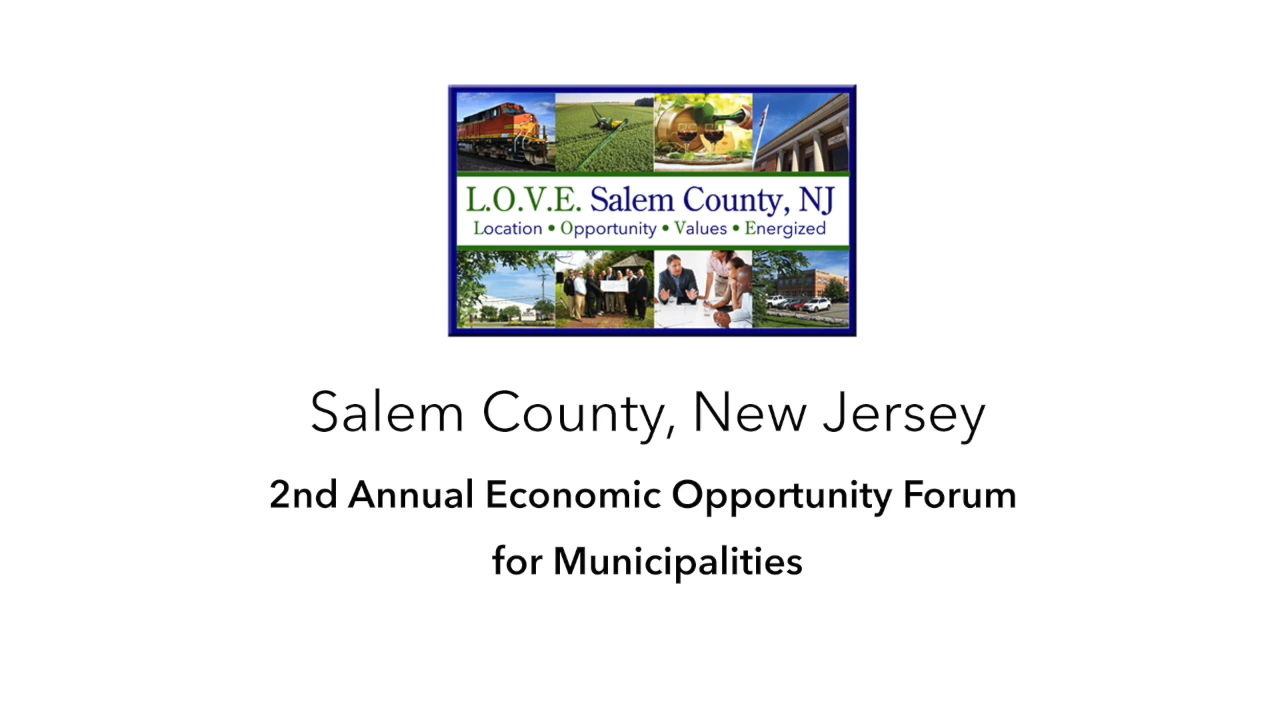 L.O.V.E. Salem County, NJ
Location • Opportunity • Values • Energized
Salem County, New Jersey
2nd Annual Economic Opportunity Forum
for Municipalities